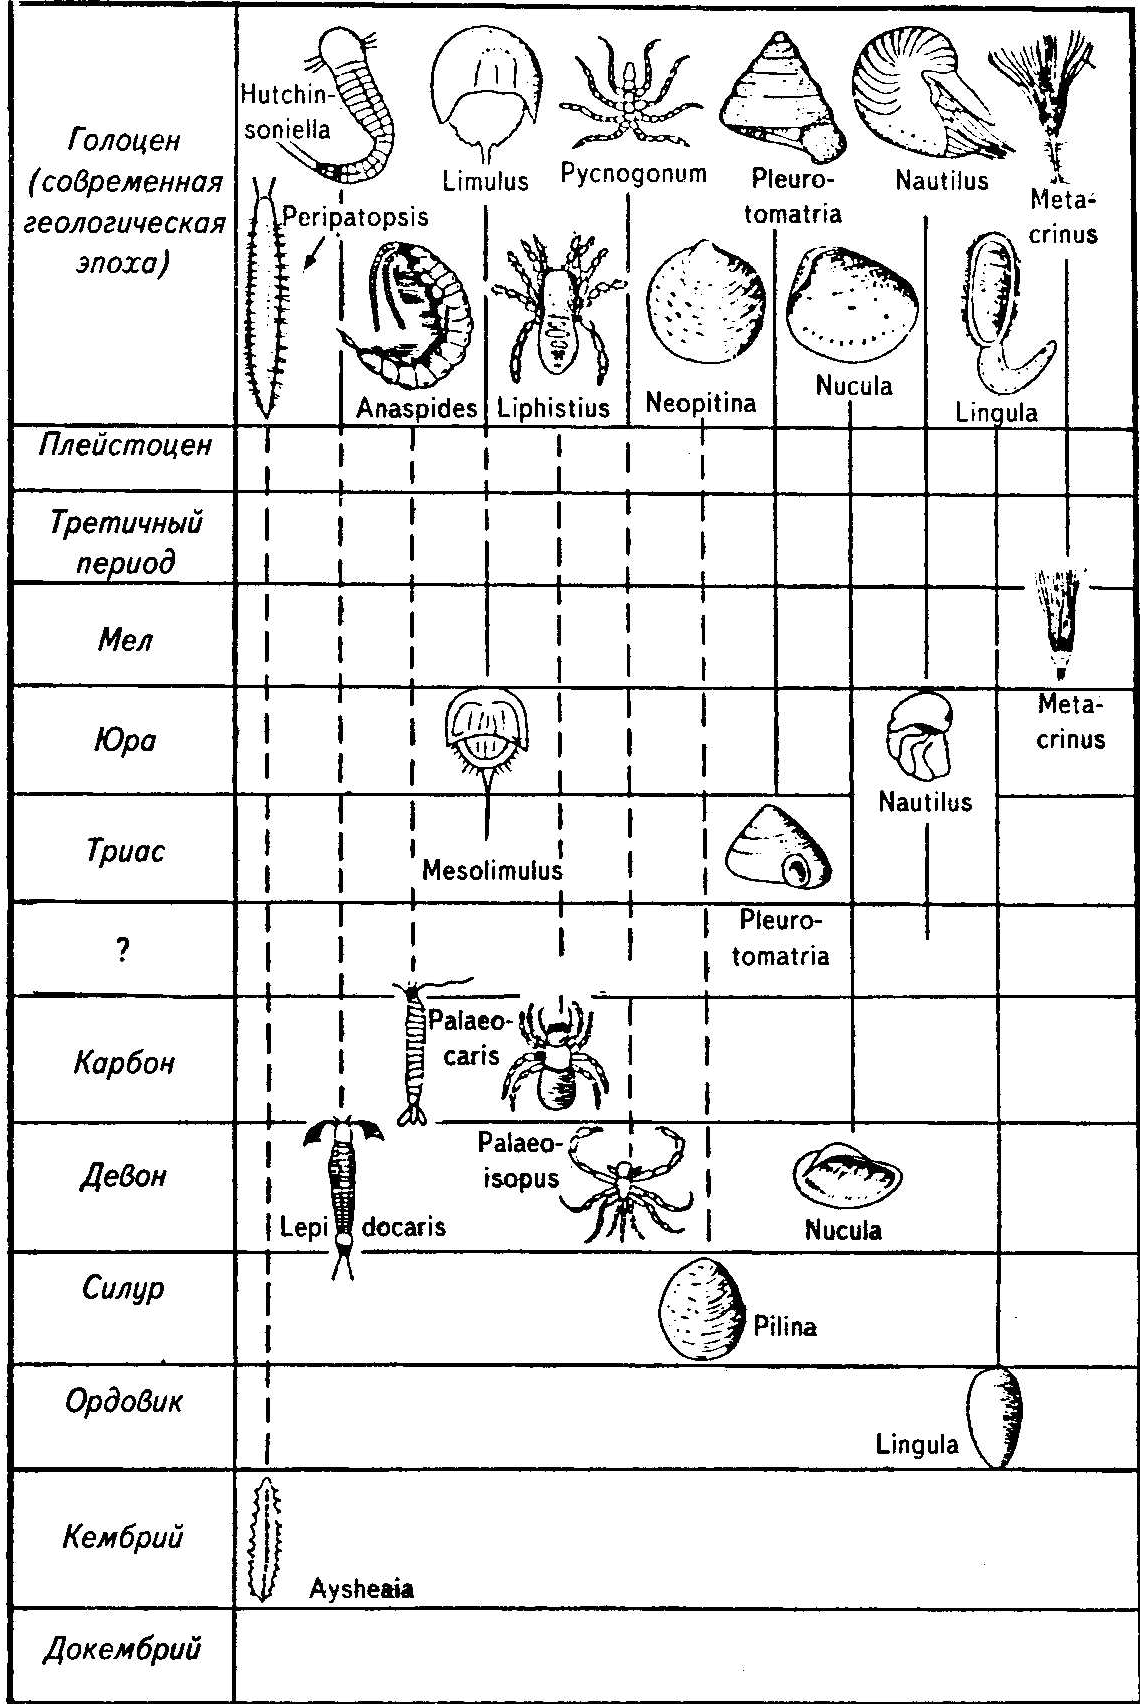 Голоцен
(современная
геологическая
эпоха)
Hutchin-
soniella
Limulus
Pycnogonum
Pleuro-
tomatria
Nautilus
Meta-
crinus
Peripatopsis
Anaspides
Liphistius
Neopitina
Nucula
Lingula
Плейстоцен
Третичный
период
Мел
Юра
Meta-
crinus
Nautilus
Триас
Mesolimulus
?
Pleuro-
tomatria
Карбон
Palaeo-
caris
Девон
Palaeo-
isopus
Lepi docaris
Nucula
Силур
Pilina
Ордовик
Lingula
Кембрий
Aysheaia
Докембрий